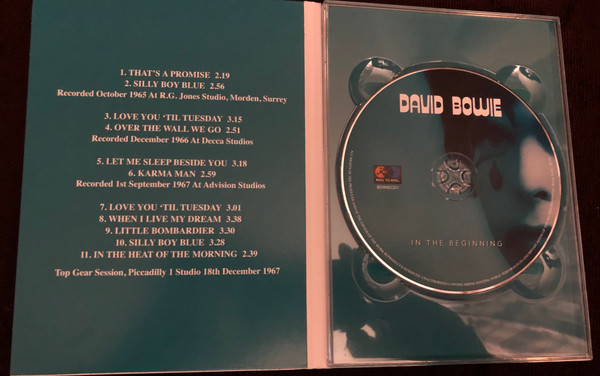 1. THAT'S A PROMISE 2.19
2. SILLY BOY BLUE 2.56
Recorded October 1965 At R.G. Jones Studio, Morden, Surrey
3. LOVE YOU 'TIL TUESDAY 3.15
4. OVER THE WALL WE GO 2.51
Recorded December 1966 At Decca Studios
5. LET ME SLEEP BESIDE YOU 3.18
6. KARMA MAN 2.59
Recorded 1st September 1967 At Advision Studios
7. LOVE YOU 'TIL TUESDAY 3.01
8. WHEN I LIVE MY DREAM 3.38
9. LITTLE BOMBARDIER 3.30
10. SILLY BOY BLUE 3.28
11. IN THE HEAT OF THE MORNING 2.39
Top Gear Session, Piccadilly 1 Studio 18th December 1967
DAVID BOWIE
IN THE BEGINNING